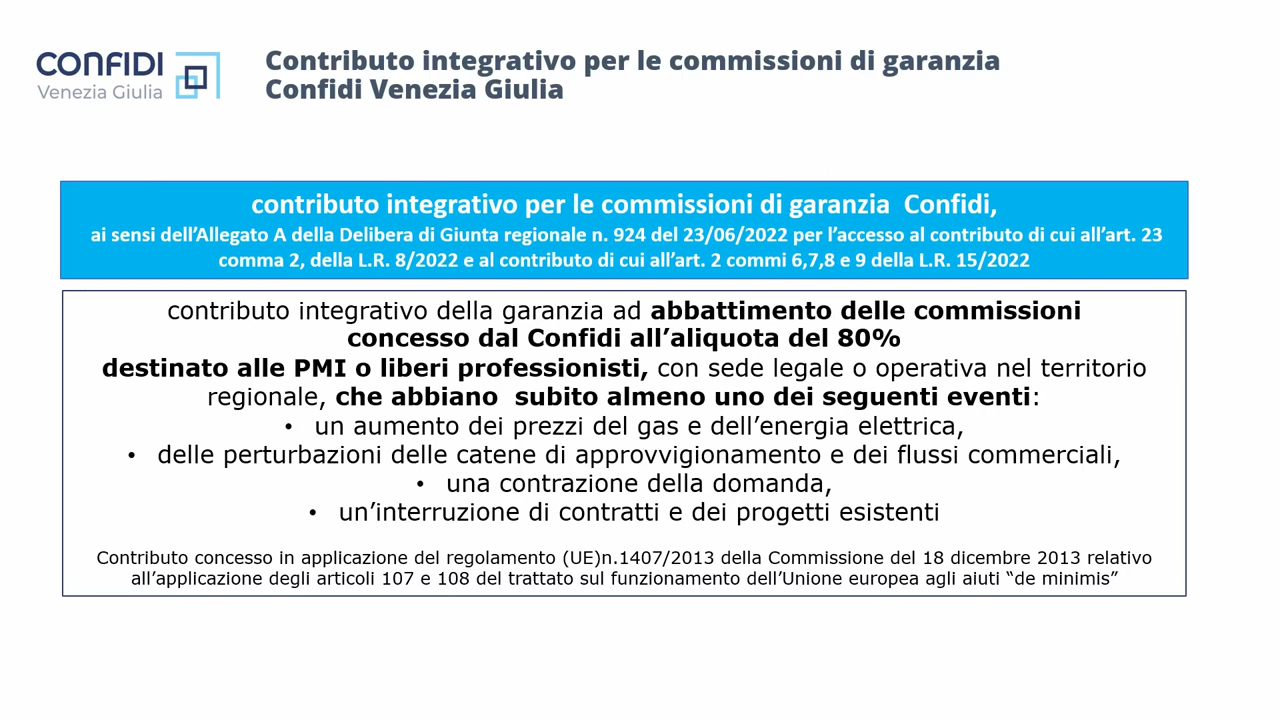 CONFIDI
Venezia Giulia
Contributo integrativo per le commissioni di garanzia
Confidi Venezia Giulia
contributo integrativo per le commissioni di garanzia  Confidi,
ai sensi dell’Allegato A della Delibera di Giunta regionale n. 924 del 23/06/2022 per l’accesso al contributo di cui all’art. 23
comma 2, della L.R. 8/2022 e al contributo di cui all’art. 2 commi 6,7,8 e 9 della L.R. 15/2022
contributo integrativo della garanzia ad abbattimento delle commissioni
concesso dal Confidi all’aliquota del 80%
destinato alle PMI o liberi professionisti, con sede legale o operativa nel territorio
regionale, che abbiano  subito almeno uno dei seguenti eventi:
• un aumento dei prezzi del gas e dell’energia elettrica,
• delle perturbazioni delle catene di approvvigionamento e dei flussi commerciali,
• una contrazione della domanda,
• un’interruzione di contratti e dei progetti esistenti
Contributo concesso in applicazione del regolamento (UE)n.1407/2013 della Commissione del 18 dicembre 2013 relativo
all’applicazione degli articoli 107 e 108 del trattato sul funzionamento dell’Unione europea agli aiuti “de minimis”